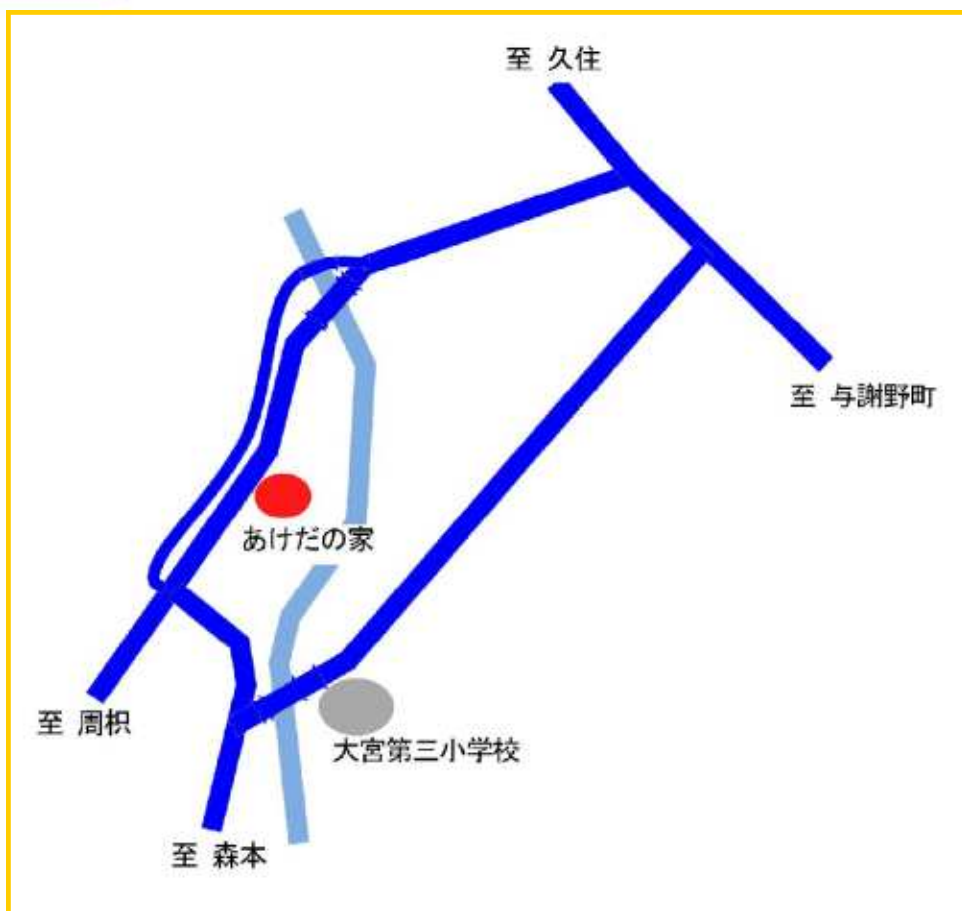 至 久住
至 与謝野町
あけだの家
至 周枳
大宮第三小学校
至 森本